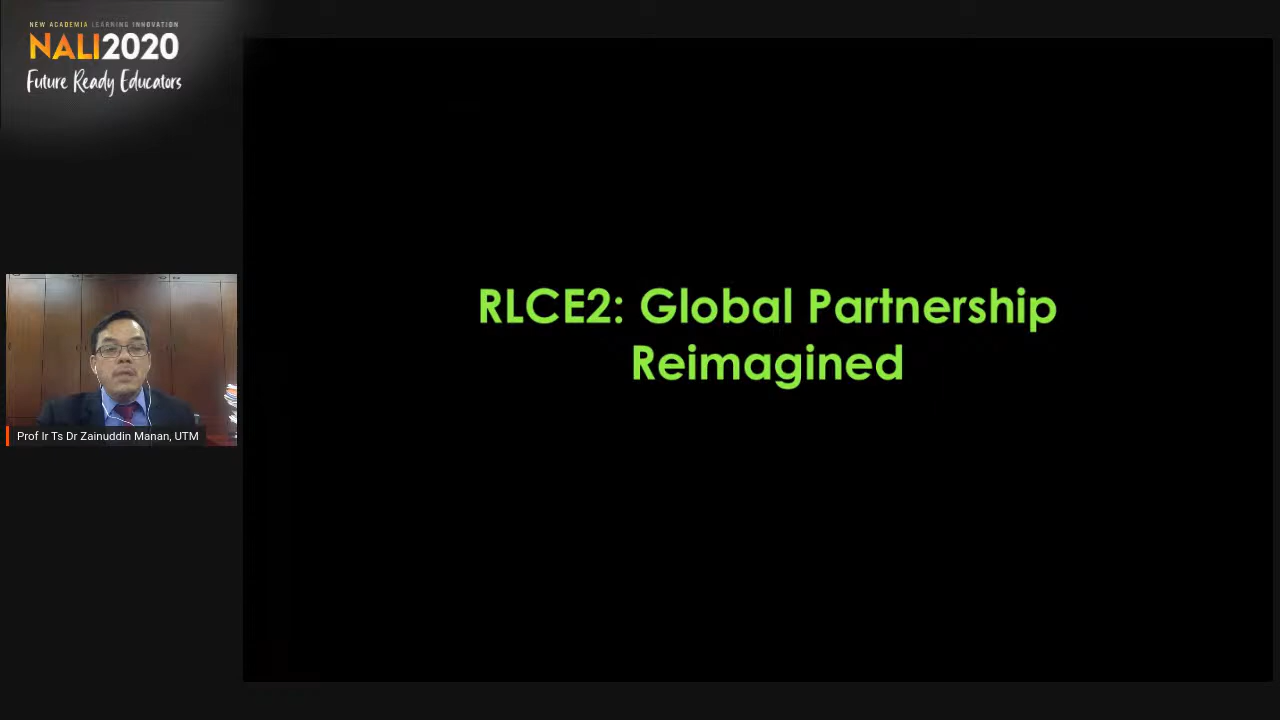 NEW ACADEMIA LEARNING INNOVATION
NALI2020
Future Ready Educators
RLCE2: Global Partnership
Reimagined
Prof Ir Ts Dr Zainuddin Manan, UTM